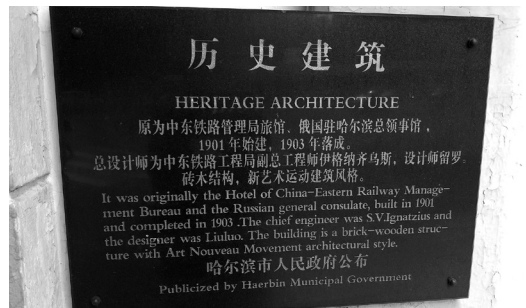 历史建筑
HERITAGE ARCHITECTURE
原为中东铁路管理局旅馆、俄国驻哈尔滨总领事馆，
1901年始建，1903年落成。
总设计师为中东铁路工程局副总工程师伊格纳齐乌斯，设计师留罗。
砖木结构，新艺术运动建筑风格。
It was originally the Hotel of China-Eastern Railway Manage-
ment Bureau and the Russian general consulate, built in 1901
and completed in 1903 .The chief engineer was S.V.Ignatzius and
the designer was Liuluo. The building is a brick-wooden struc-
ture with Art Nouveau Movement architectural style.
哈尔滨市人民政府公布
Publicized by Haerbin Municipal Government